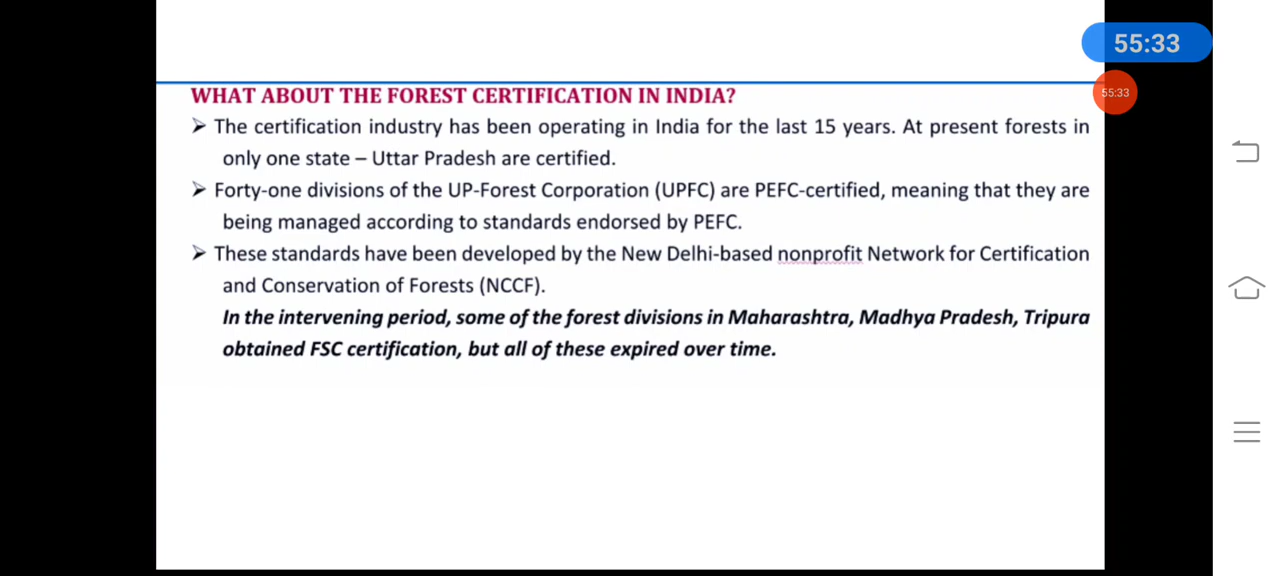 55:33
55:33
WHAT ABOUT THE FOREST CERTIFICATION IN INDIA?
➢ The certification industry has been operating in India for the last 15 years. At present forests in
only one state – Uttar Pradesh are certified.
➢ Forty-one divisions of the UP-Forest Corporation (UPFC) are PEFC-certified, meaning that they are
being managed according to standards endorsed by PEFC.
➢ These standards have been developed by the New Delhi-based nonprofit Network for Certification
and Conservation of Forests (NCCF).
In the intervening period, some of the forest divisions in Maharashtra, Madhya Pradesh, Tripura
obtained FSC certification, but all of these expired over time.